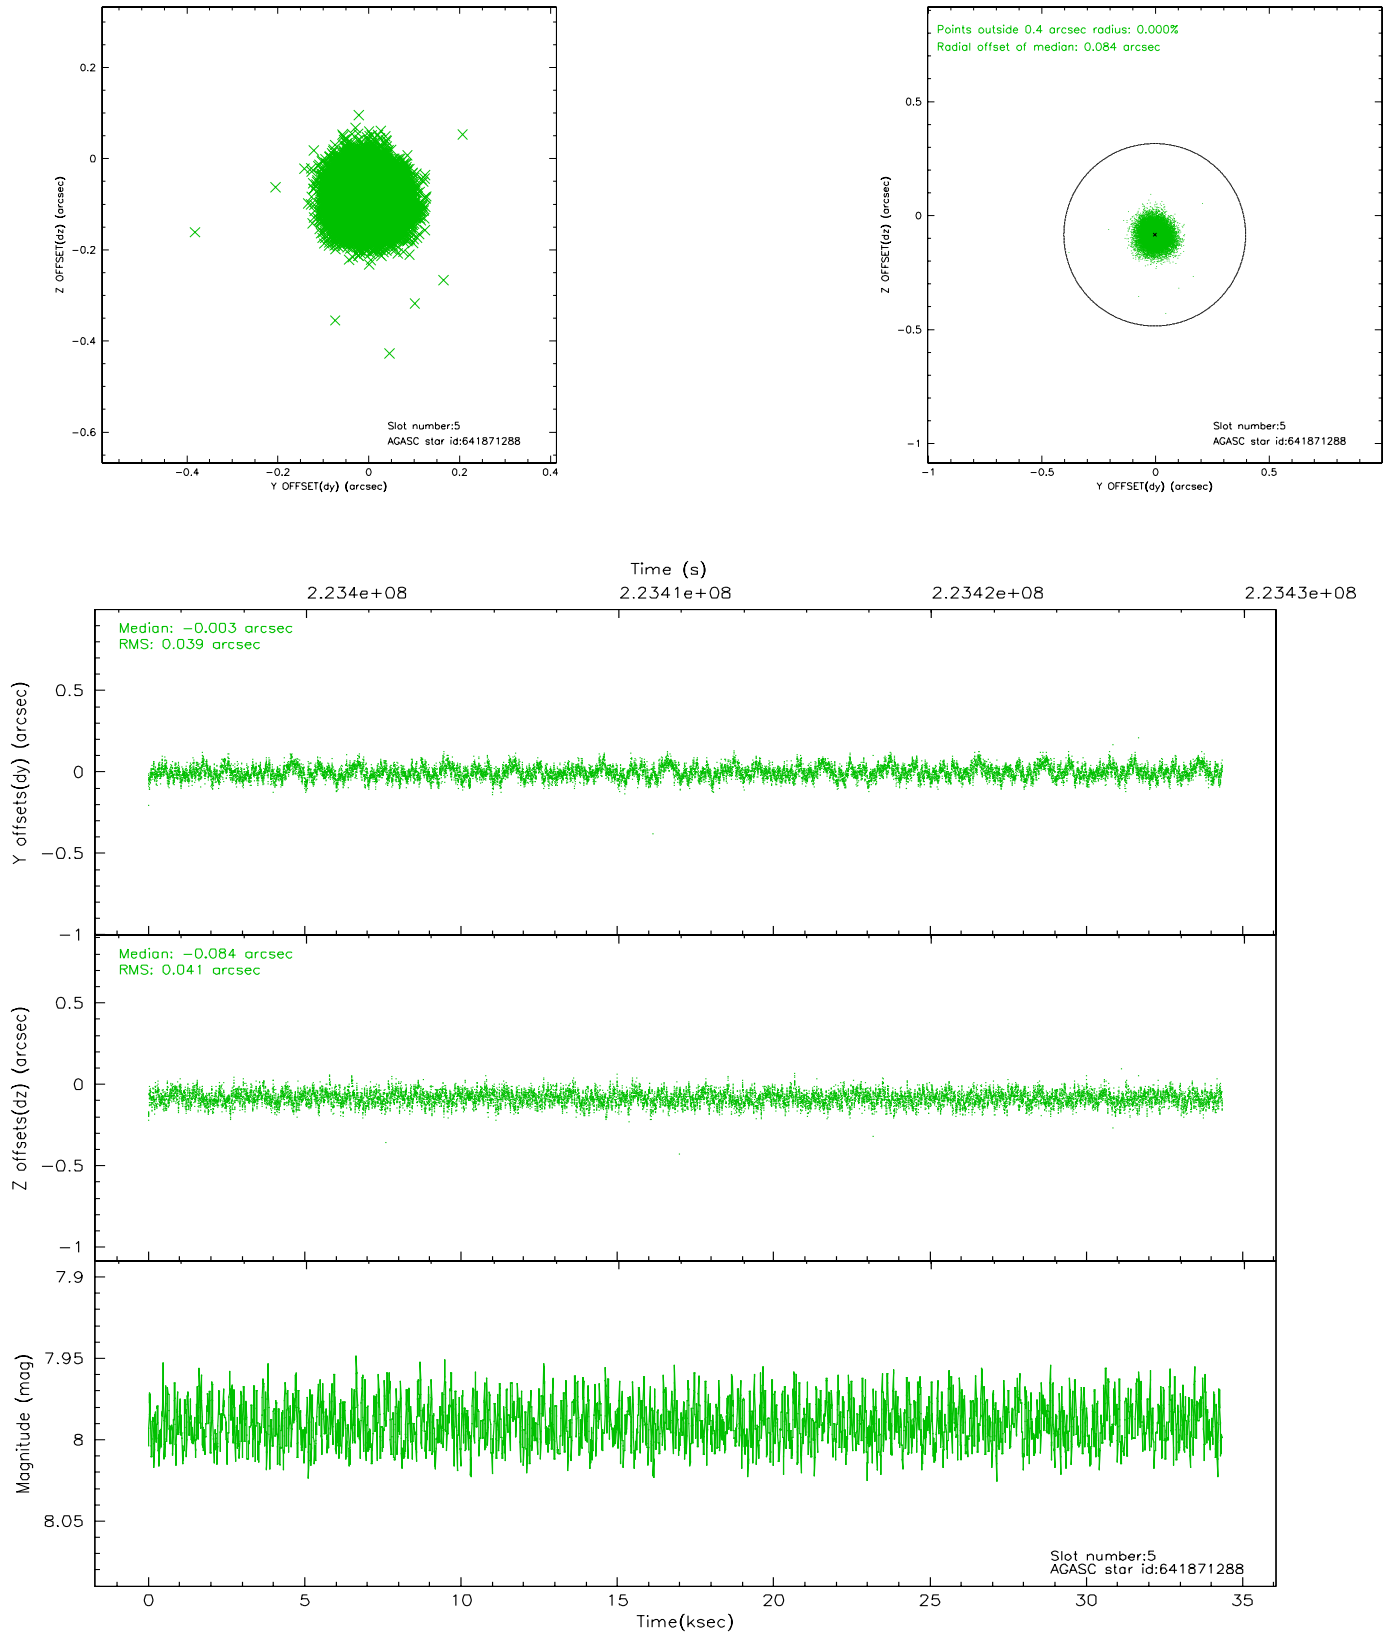 0.2
0
-0.2
-0.4
-0.6
Z OFFSET(dz) (arcsec)
Slot number:5
AGASC star id:641871288
-0.4 -0.2 0 0.2 0.4
Y OFFSET(dy) (arcsec)
Points outside 0.4 arcsec radius: 0.000%
Radial offset of median: 0.084 arcsec
0.5
0
-0.5
-1
Z OFFSET(dz) (arcsec)
Slot number:5
AGASC star id:641871288
-1 -0.5 0 0.5
Y OFFSET(dy) (arcsec)
Time (s)
2.234e+08 2.2341e+08 2.2342e+08 2.2343e+08
Median: -0.003 arcsec
RMS: 0.039 arcsec
0.5
0
-0.5
-1
Y offsets(dy) (arcsec)
Median: -0.084 arcsec
RMS: 0.041 arcsec
0.5
0
-0.5
-1
Z offsets(dz) (arcsec)
7.9
7.95
8
8.05
Magnitude (mag)
Slot number:5
AGASC star id:641871288
0 5 10 15 20 25 30 35
Time(ksec)